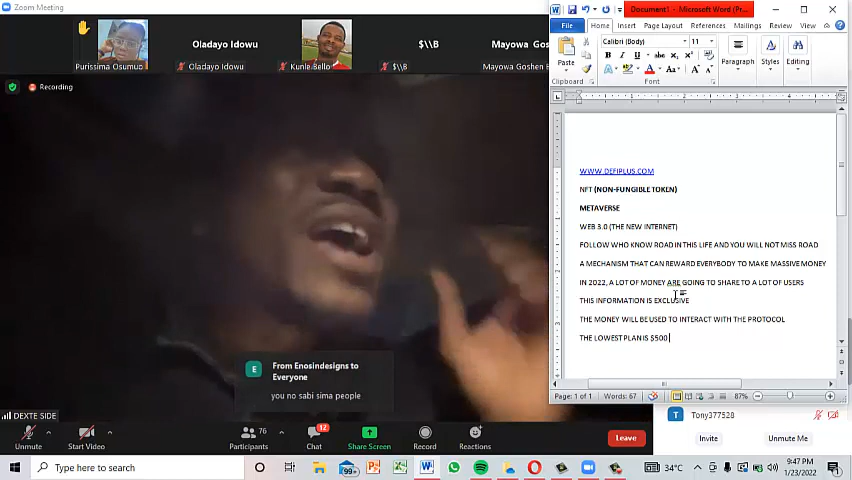 Zoom Meeting
Purissima Osumuo
Oladayo Idowu
Oladayo Idowu
Kunle Bello
$\\B
$\\B
Mayowa Goshen
Mayowa Goshen
Recording
From Enosindesigns to
Everyone
E
you no sabi sima people
DEXTE SIDE
Unmute
Start Video
76
Participants
12
Chat
Share Screen
Record
Reactions
Leave
Document1 - Microsoft Word (Pr...
File
Home
Insert
Page Layout
References
Mailings
Review
View
Calibri (Body)
11
Paste
Clipboard
Font
Paragraph
Styles
Editing
WWW.DEFIPLUS.COM
NFT (NON-FUNGIBLE TOKEN)
METAVERSE
WEB 3.0 (THE NEW INTERNET)
FOLLOW WHO KNOW ROAD IN THIS LIFE AND YOU WILL NOT MISS ROAD
A MECHANISM THAT CAN REWARD EVERYBODY TO MAKE MASSIVE MONEY
IN 2022, A LOT OF MONEY ARE GOING TO SHARE TO A LOT OF USERS
THIS INFORMATION IS EXCLUSIVE
THE MONEY WILL BE USED TO INTERACT WITH THE PROTOCOL
THE LOWEST PLAN IS $500
Page: 1 of 1
Words: 67
87%
T
Tony377528
Invite
Unmute Me
Type here to search
99+
34°C
9:47 PM
1/23/2022